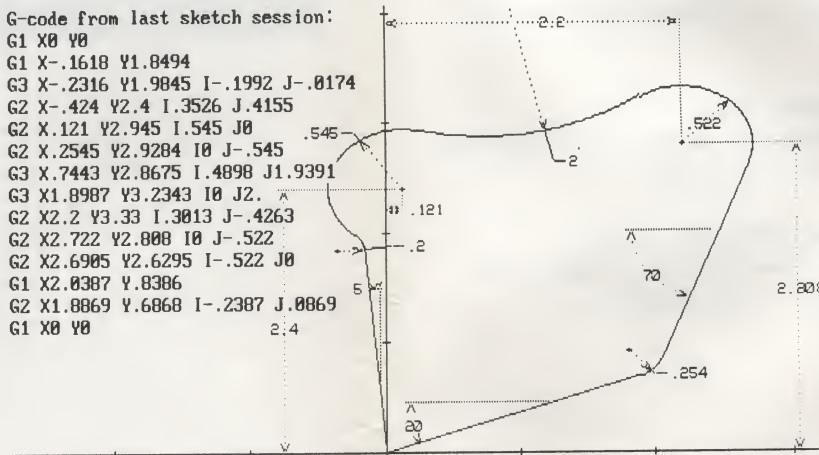 G-code from last sketch session:
G1 X0 Y0
G1 X-.1618 Y1.8494
G3 X-.2316 Y1.9845 I-.1992 J-.0174
G2 X-.424 Y2.4 I.3526 J.4155
G2 X.121 Y2.945 I.545 J0
G2 X.2545 Y2.9284 I0 J-.545
G3 X.7443 Y2.8675 I.4898 J1.9391
G3 X1.8987 Y3.2343 I0 J2.
G2 X2.2 Y3.33 I.3013 J-.4263
G2 X2.722 Y2.808 I0 J-.522
G2 X2.6905 Y2.6295 I-.522 J0
G1 X2.0387 Y.8386
G2 X1.8869 Y.6868 I-.2387 J.0869
G1 X0 Y0
2.2
.522
.545
2
.121
.2
5
70
2.808
2.4
.254
20